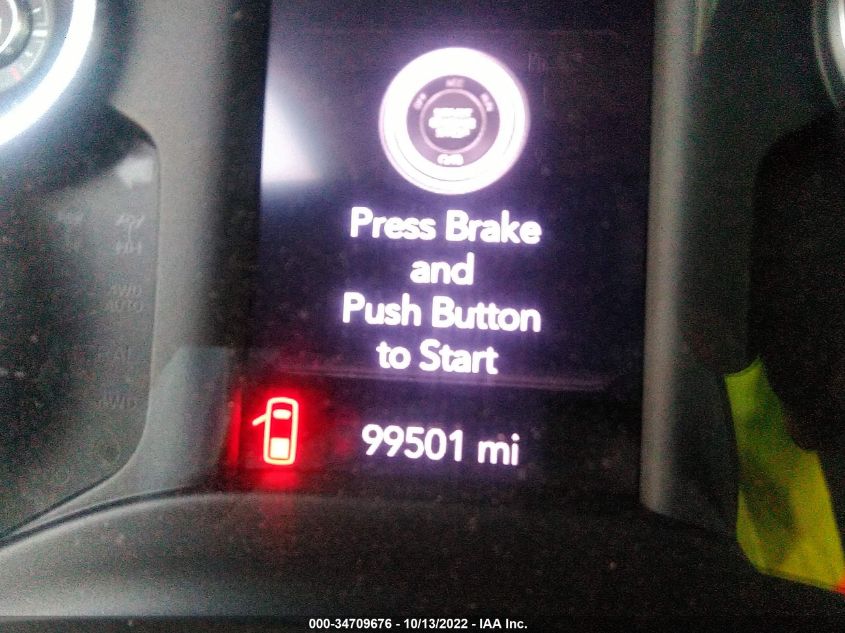 Press Brake
and
Push Button
to Start
99501 mi
000-34709676 - 10/13/2022 - IAA Inc.